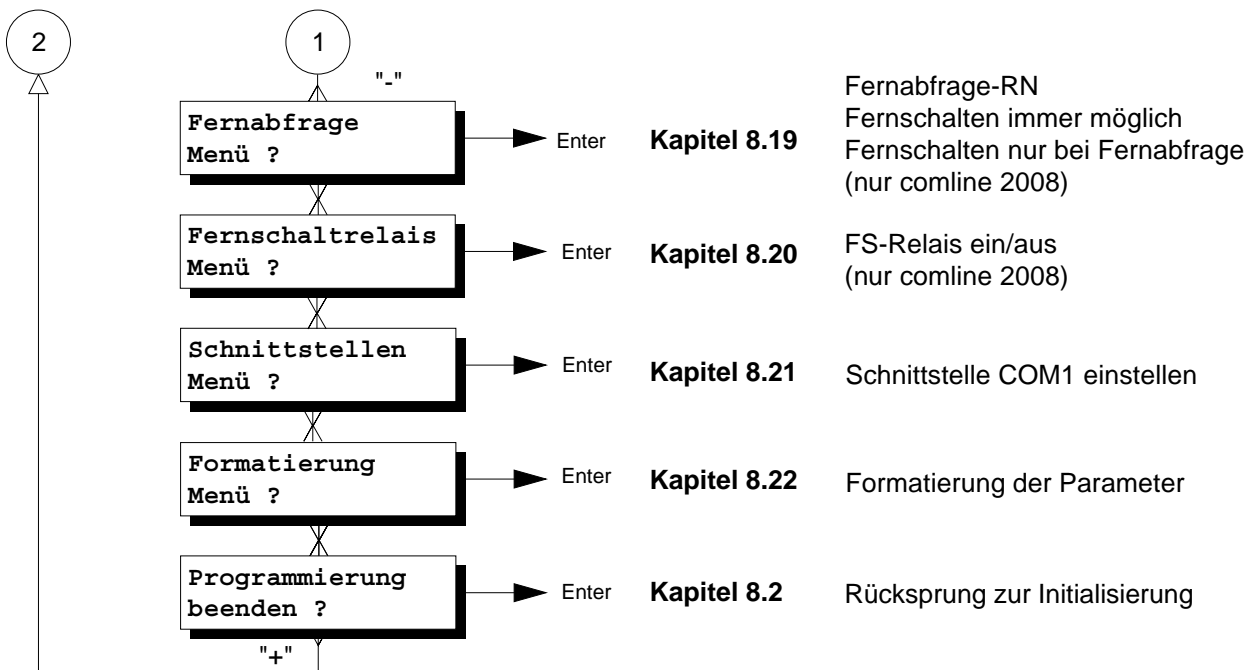 2
1
"-"
Fernabfrage
Menü ?
Enter
Kapitel 8.19
Fernabfrage-RN
Fernschalten immer möglich
Fernschalten nur bei Fernabfrage
(nur comline 2008)
Fernschaltrelais
Menü ?
Enter
Kapitel 8.20
FS-Relais ein/aus
(nur comline 2008)
Schnittstellen
Menü ?
Enter
Kapitel 8.21
Schnittstelle COM1 einstellen
Formatierung
Menü ?
Enter
Kapitel 8.22
Formatierung der Parameter
Programmierung
beenden ?
Enter
Kapitel 8.2
Rücksprung zur Initialisierung
"+"